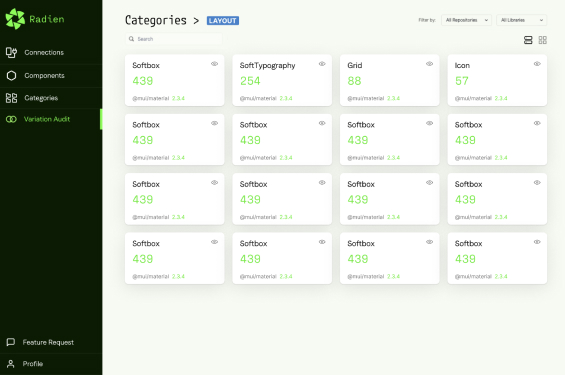 Radien
Connections
Components
Categories
Variation Audit
Feature Request
Profile
Categories > LAYOUT
Filter by: All Repositories All Libraries
Search
Softbox SoftTypography Grid Icon
439 254 88 57
@mui/material 2.3.4 @mui/material 2.3.4 @mui/material 2.3.4 @mui/material 2.3.4
Softbox Softbox Softbox Softbox
439 439 439 439
@mui/material 2.3.4 @mui/material 2.3.4 @mui/material 2.3.4 @mui/material 2.3.4
Softbox Softbox Softbox Softbox
439 439 439 439
@mui/material 2.3.4 @mui/material 2.3.4 @mui/material 2.3.4 @mui/material 2.3.4
Softbox Softbox Softbox Softbox
439 439 439 439
@mui/material 2.3.4 @mui/material 2.3.4 @mui/material 2.3.4 @mui/material 2.3.4